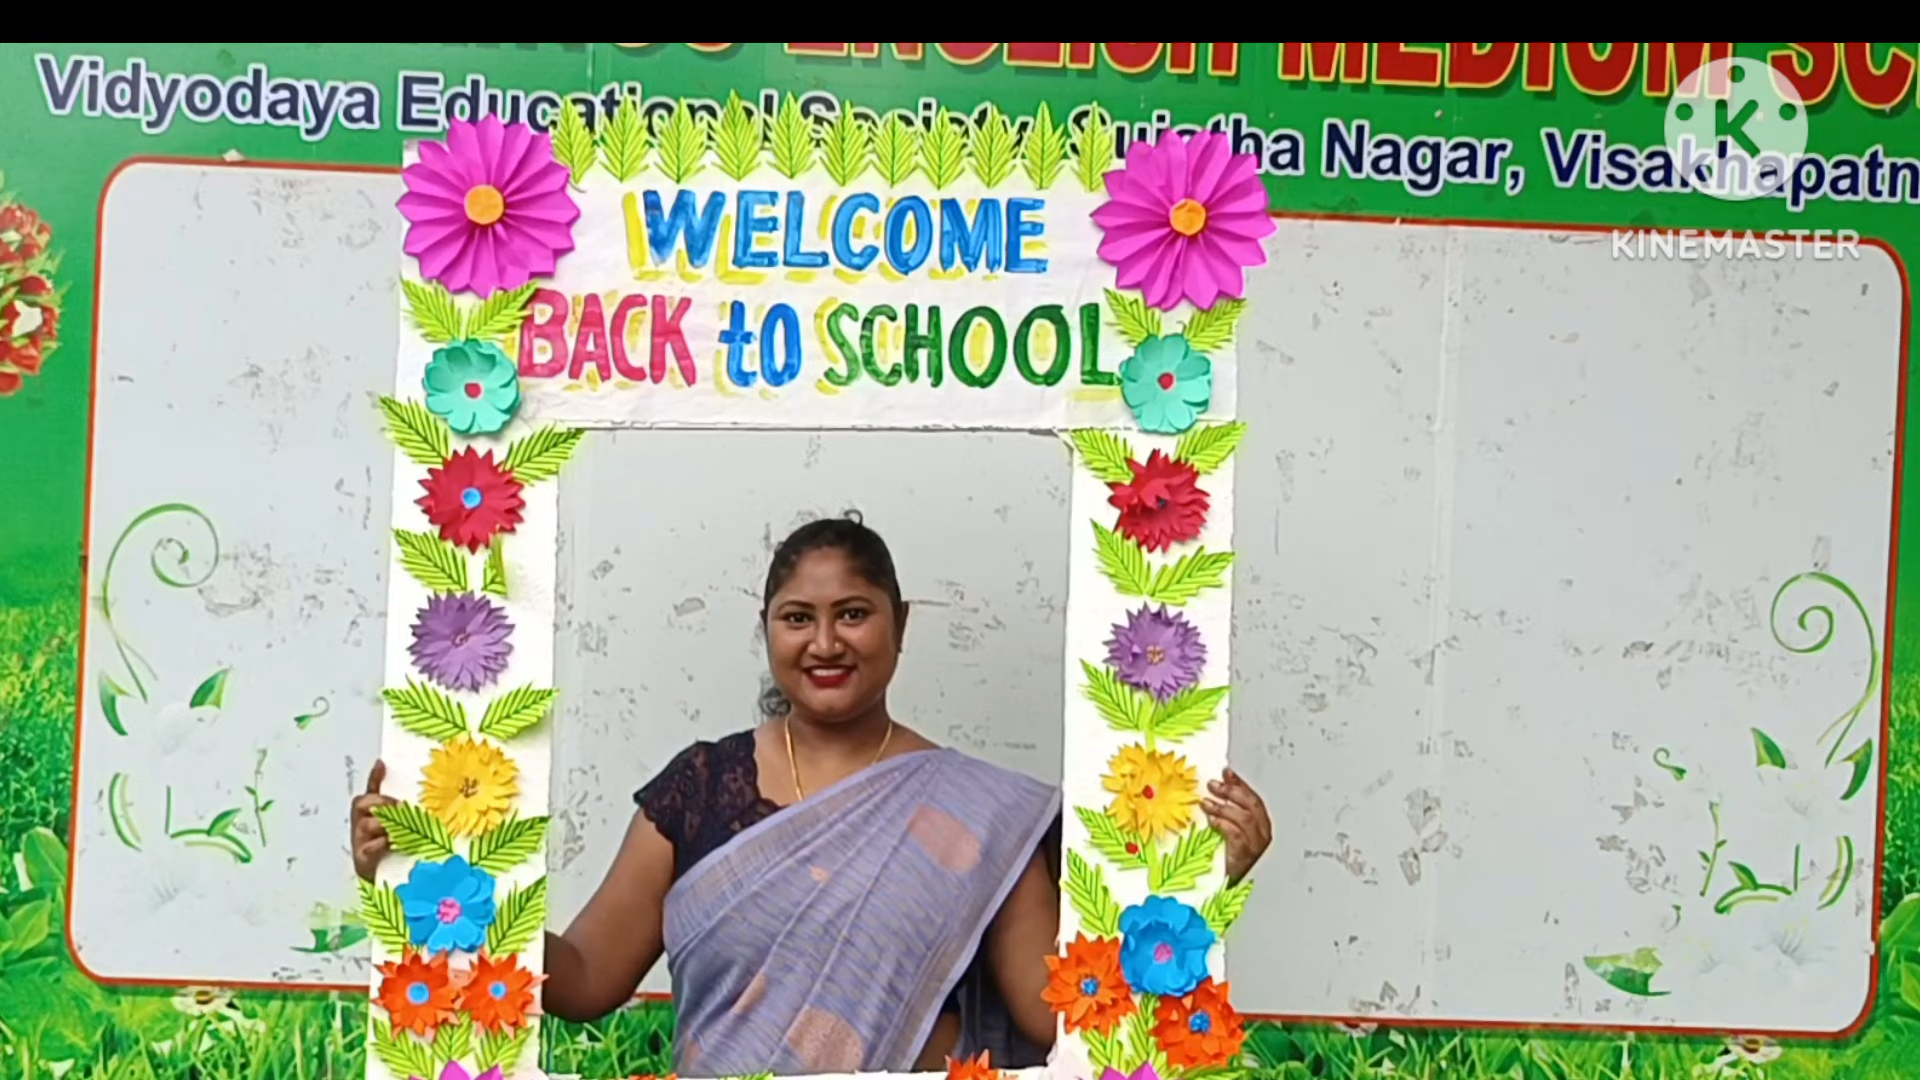 ENGLISH MEDIUM SC
Vidyodaya Educational Society, Sujatha Nagar, Visakhapatn
K
KINEMASTER
WELCOME
BACK to SCHOOL